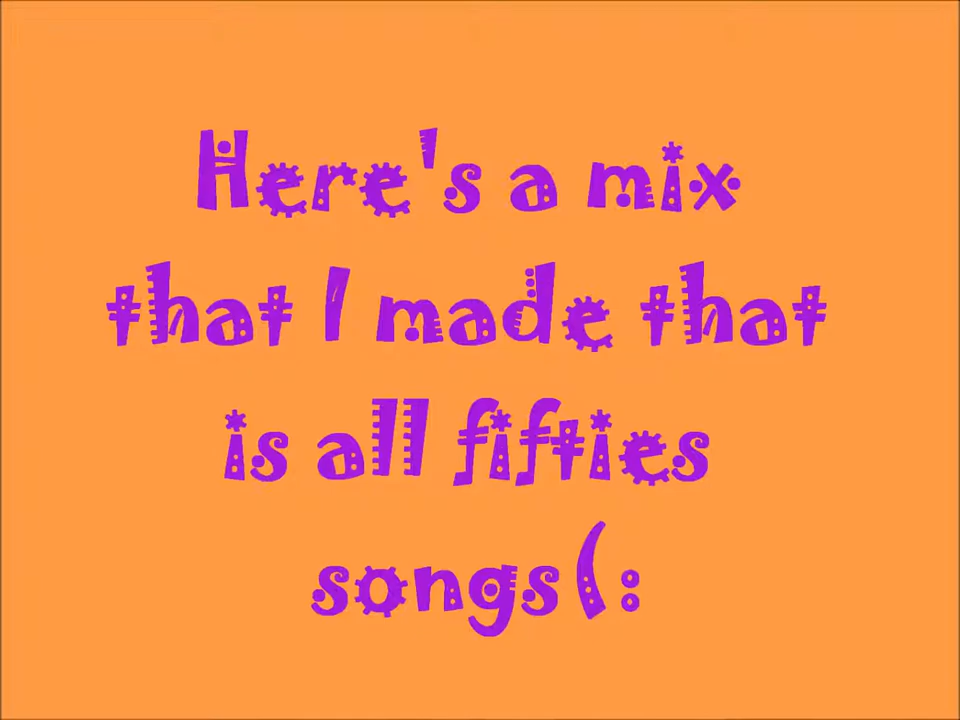 Here's a mix
that I made that
is all fifties
songs(: